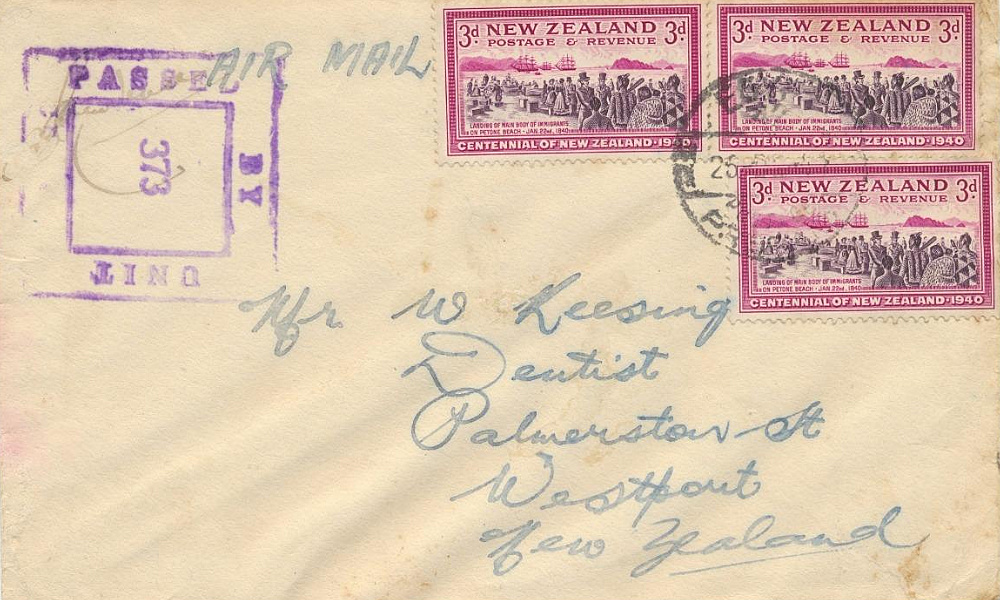 AIR MAIL
PASSED
BY
UNIT
373
3d NEW ZEALAND 3d
POSTAGE & REVENUE
LANDING OF MAIN BODY OF IMMIGRANTS
ON PETONE BEACH · JAN 22nd, 1840
CENTENNIAL OF NEW ZEALAND · 1940
3d NEW ZEALAND 3d
POSTAGE & REVENUE
LANDING OF MAIN BODY OF IMMIGRANTS
ON PETONE BEACH · JAN 22nd, 1840
CENTENNIAL OF NEW ZEALAND · 1940
3d NEW ZEALAND 3d
POSTAGE & REVENUE
LANDING OF MAIN BODY OF IMMIGRANTS
ON PETONE BEACH · JAN 22nd, 1840
CENTENNIAL OF NEW ZEALAND · 1940
25
Mr W Keesing
Dentist
Palmerston St
Westport
New Zealand